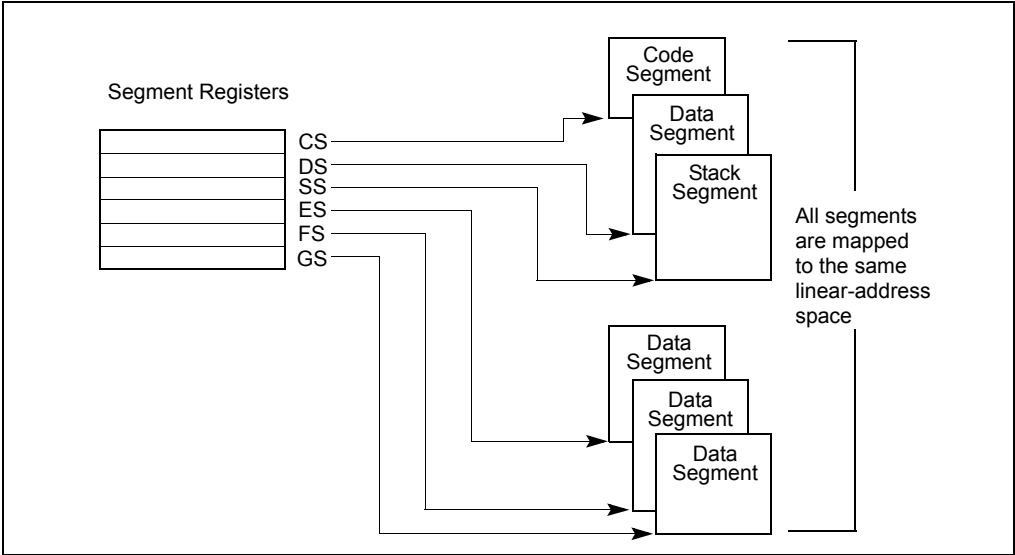 Segment Registers
CS
DS
SS
ES
FS
GS
Code
Segment
Data
Segment
Stack
Segment
Data
Segment
Data
Segment
Data
Segment
All segments
are mapped
to the same
linear-address
space